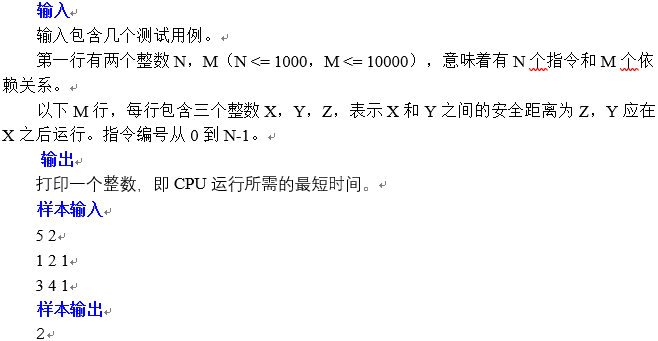 输入
输入包含几个测试用例。
第一行有两个整数 N，M（N <= 1000，M <= 10000），意味着有 N 个指令和 M 个依
赖关系。
以下 M 行，每行包含三个整数 X，Y，Z，表示 X 和 Y 之间的安全距离为 Z，Y 应在
X 之后运行。指令编号从 0 到 N-1。
输出
打印一个整数，即 CPU 运行所需的最短时间。
样本输入
5 2
1 2 1
3 4 1
样本输出
2